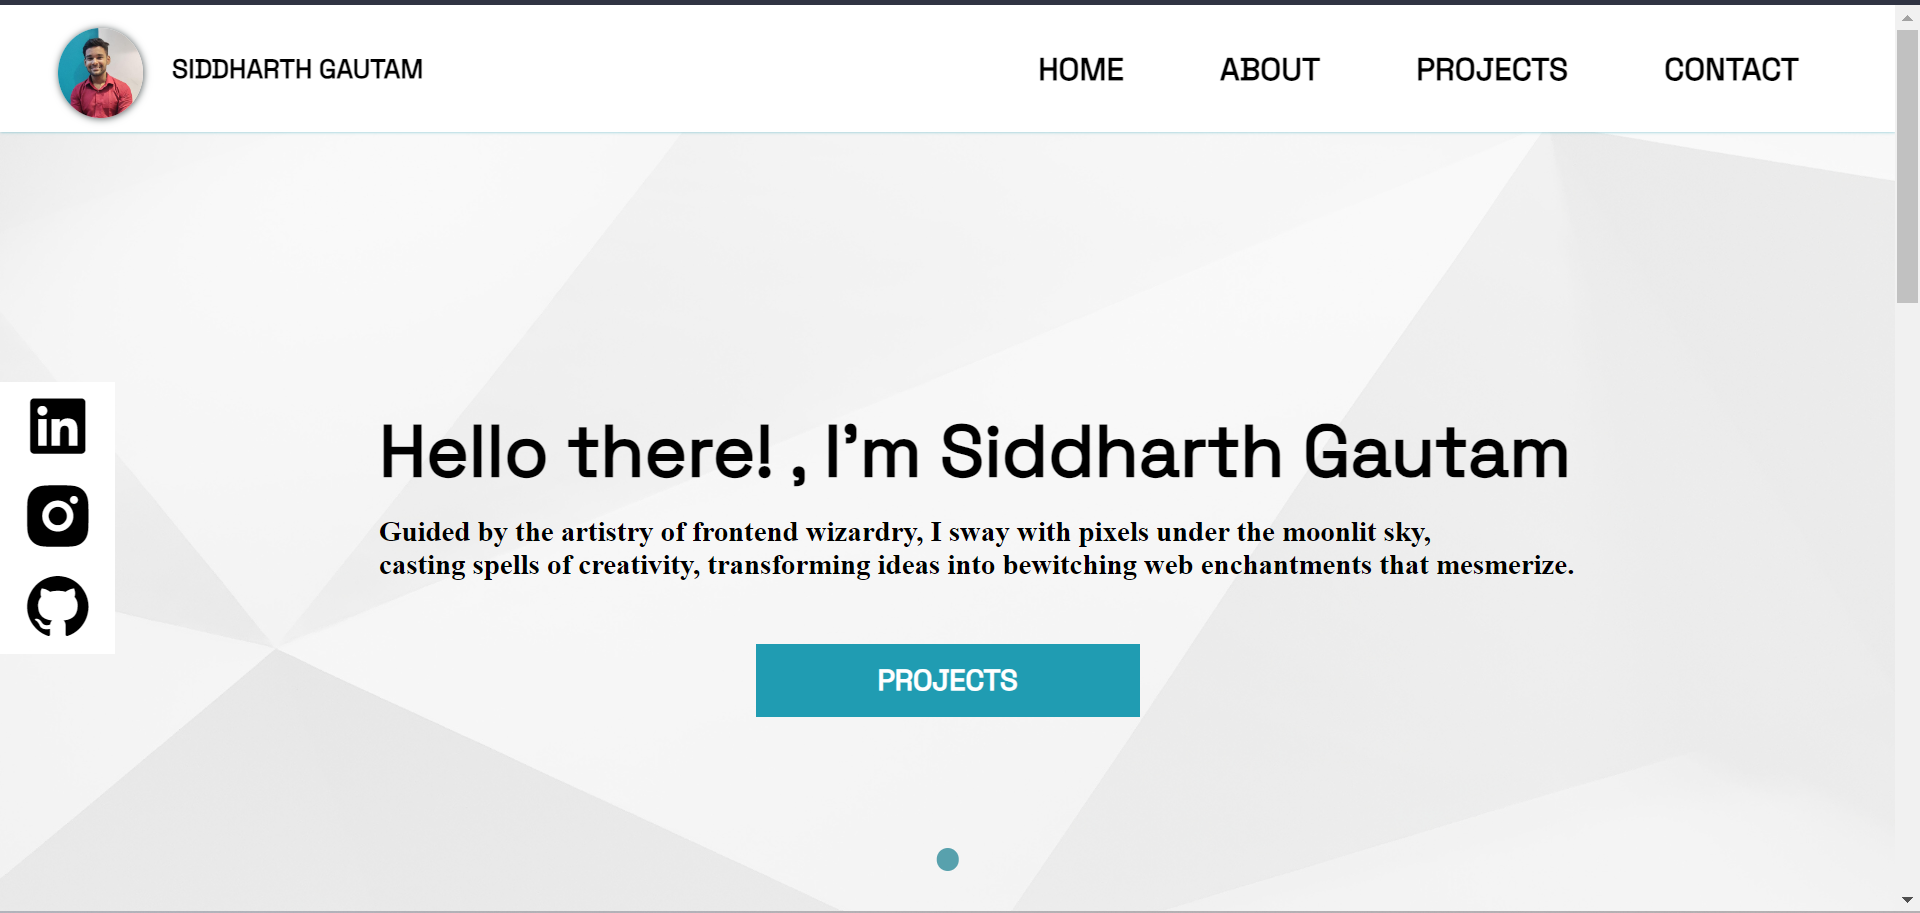 SIDDHARTH GAUTAM
HOME ABOUT PROJECTS CONTACT
in
Hello there! , I’m Siddharth Gautam
Guided by the artistry of frontend wizardry, I sway with pixels under the moonlit sky,
casting spells of creativity, transforming ideas into bewitching web enchantments that mesmerize.
PROJECTS